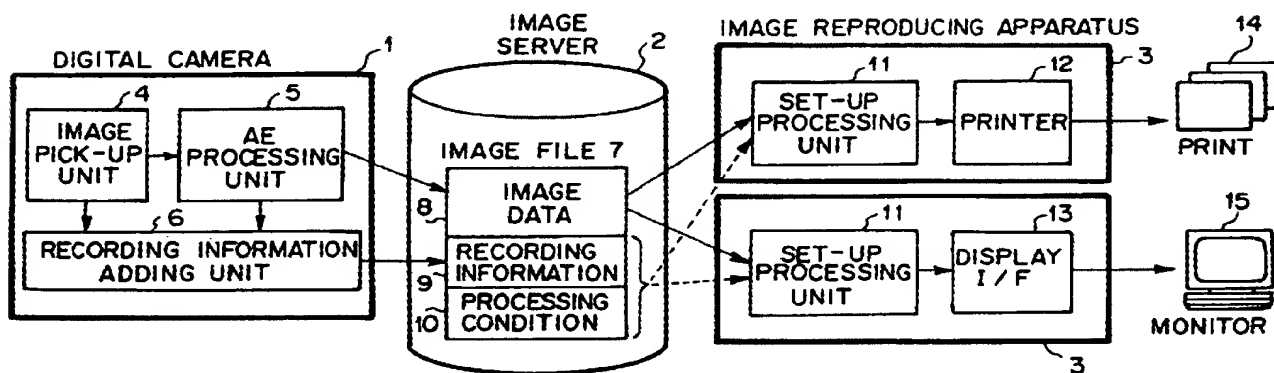 DIGITAL CAMERA
1
4
5
IMAGE
PICK-UP
UNIT
AE
PROCESSING
UNIT
6
RECORDING INFORMATION
ADDING UNIT
IMAGE
SERVER
2
IMAGE FILE 7
IMAGE
DATA
8
RECORDING
INFORMATION
9
PROCESSING
CONDITION
10
IMAGE REPRODUCING APPARATUS
3
11
SET-UP
PROCESSING
UNIT
12
PRINTER
14
PRINT
11
SET-UP
PROCESSING
UNIT
13
DISPLAY
I/F
3
15
MONITOR